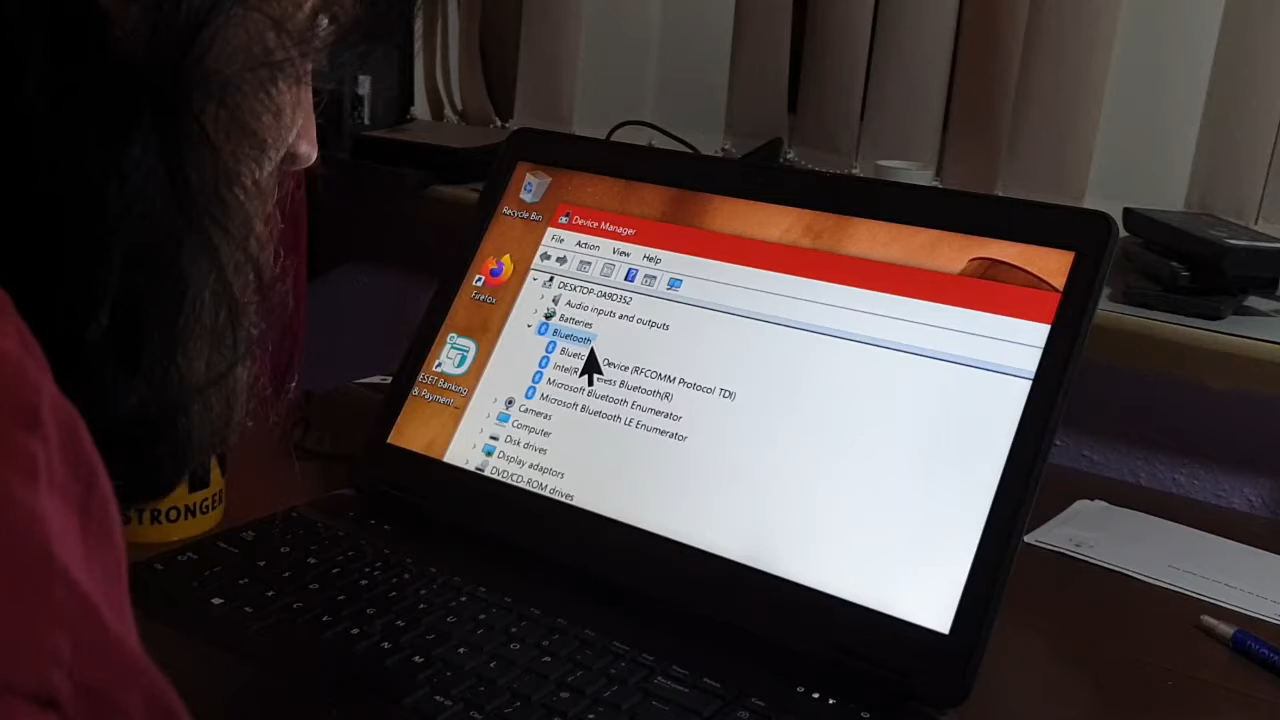 Recycle Bin
Firefox
ESET Banking
& Payment...
Device Manager
File Action View Help
DESKTOP-0A9D352
Audio inputs and outputs
Batteries
Bluetooth
Device (RFCOMM Protocol TDI)
Bluetooth(R)
Microsoft Bluetooth Enumerator
Microsoft Bluetooth LE Enumerator
Cameras
Computer
Disk drives
Display adaptors
DVD/CD-ROM drives
STRONGER